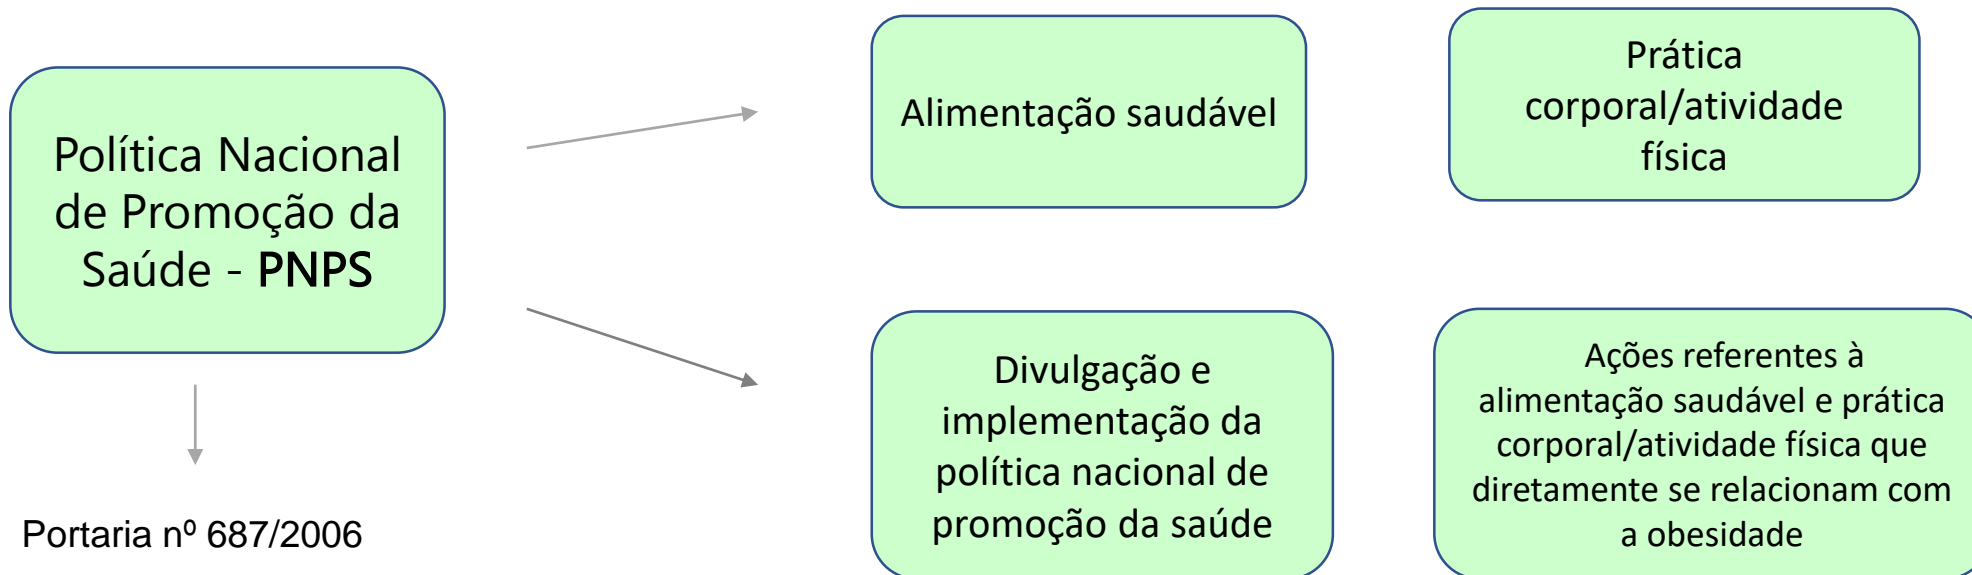 Política Nacional
de Promoção da
Saúde - PNPS
Portaria nº 687/2006
Alimentação saudável
Prática
corporal/atividade
física
Divulgação e
implementação da
política nacional de
promoção da saúde
Ações referentes à
alimentação saudável e prática
corporal/atividade física que
diretamente se relacionam com
a obesidade